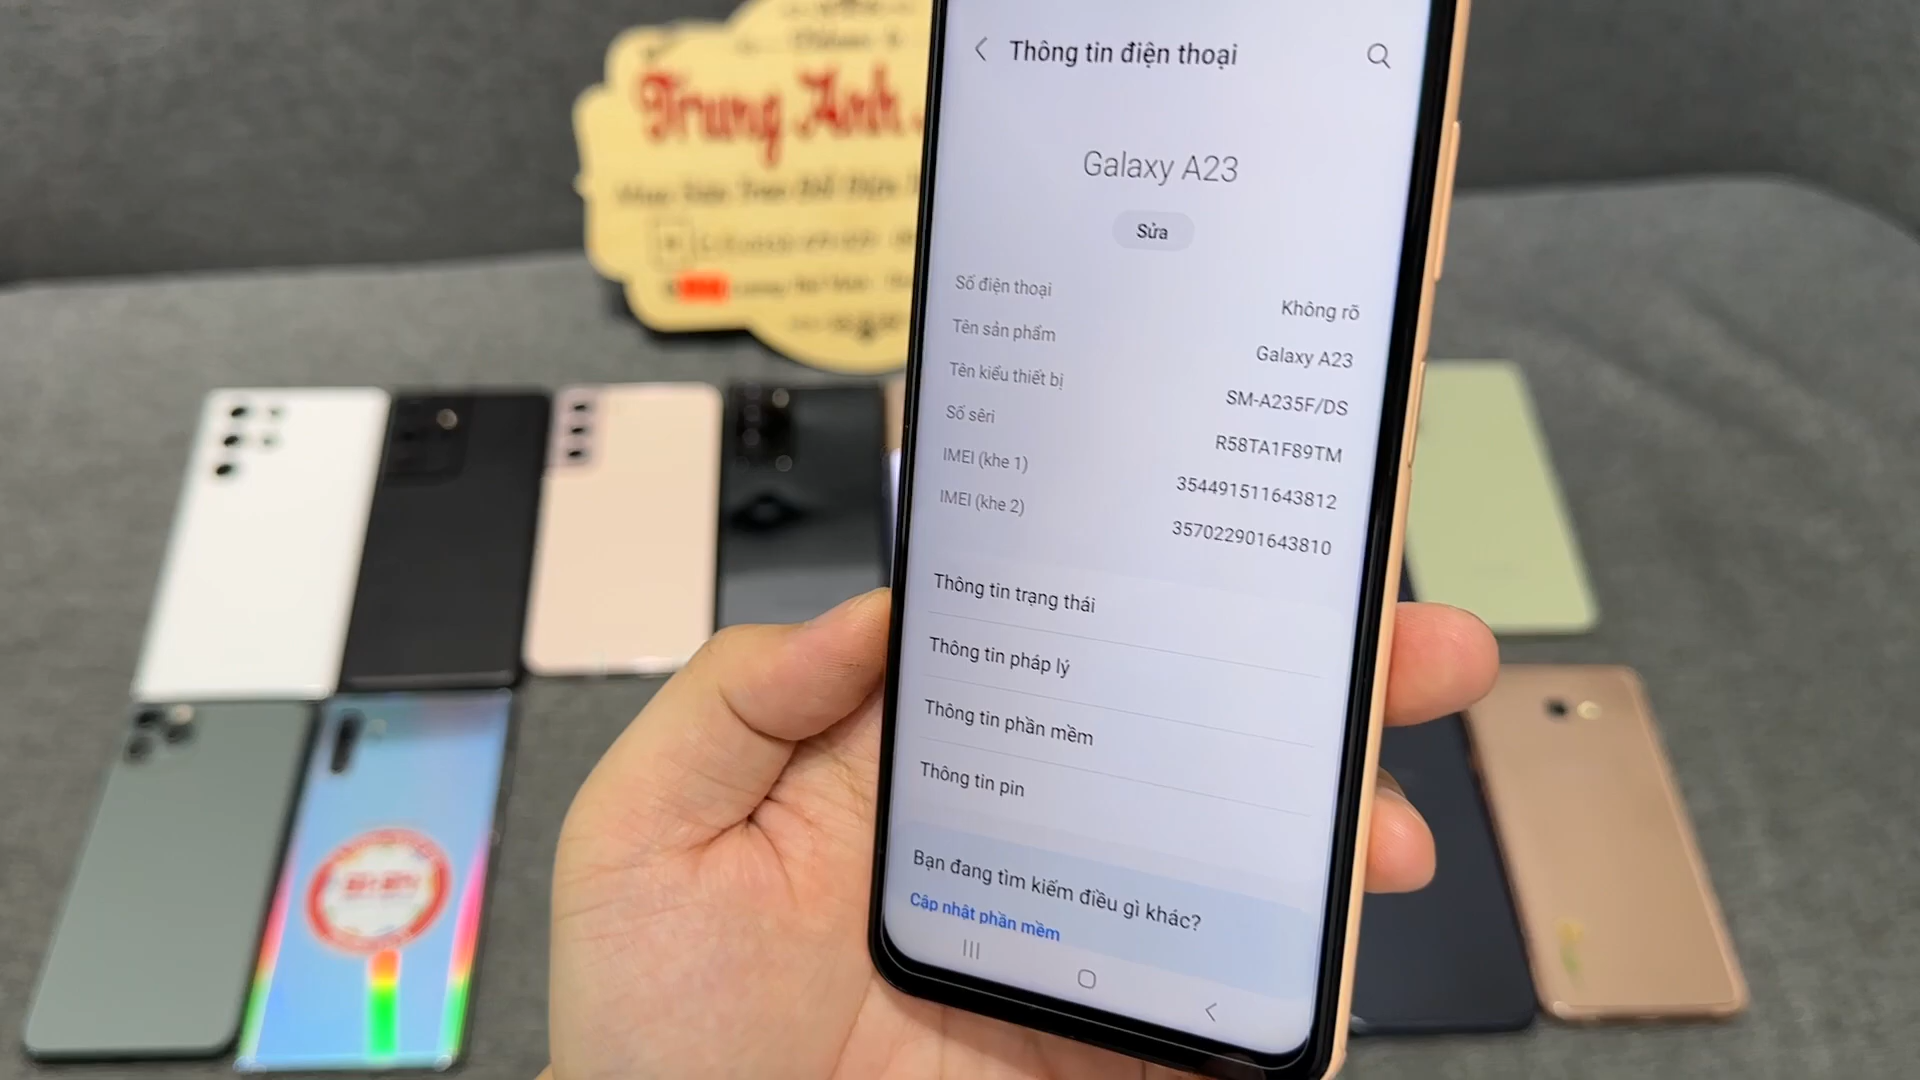 Trung Anh
Thông tin điện thoại
Galaxy A23
Sửa
Số điện thoại
Không rõ
Tên sản phẩm
Galaxy A23
Tên kiểu thiết bị
SM-A235F/DS
Số sêri
R58TA1F89TM
IMEI (khe 1)
354491511643812
IMEI (khe 2)
357022901643810
Thông tin trạng thái
Thông tin pháp lý
Thông tin phần mềm
Thông tin pin
Bạn đang tìm kiếm điều gì khác?
Cập nhật phần mềm